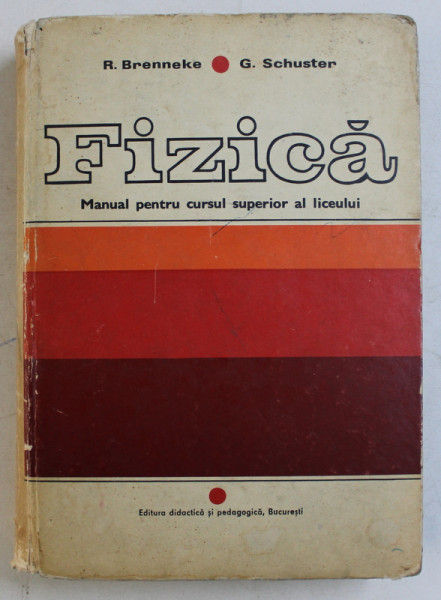 R. Brenneke G. Schuster
Fizică
Manual pentru cursul superior al liceului
Editura didactică și pedagogică, București